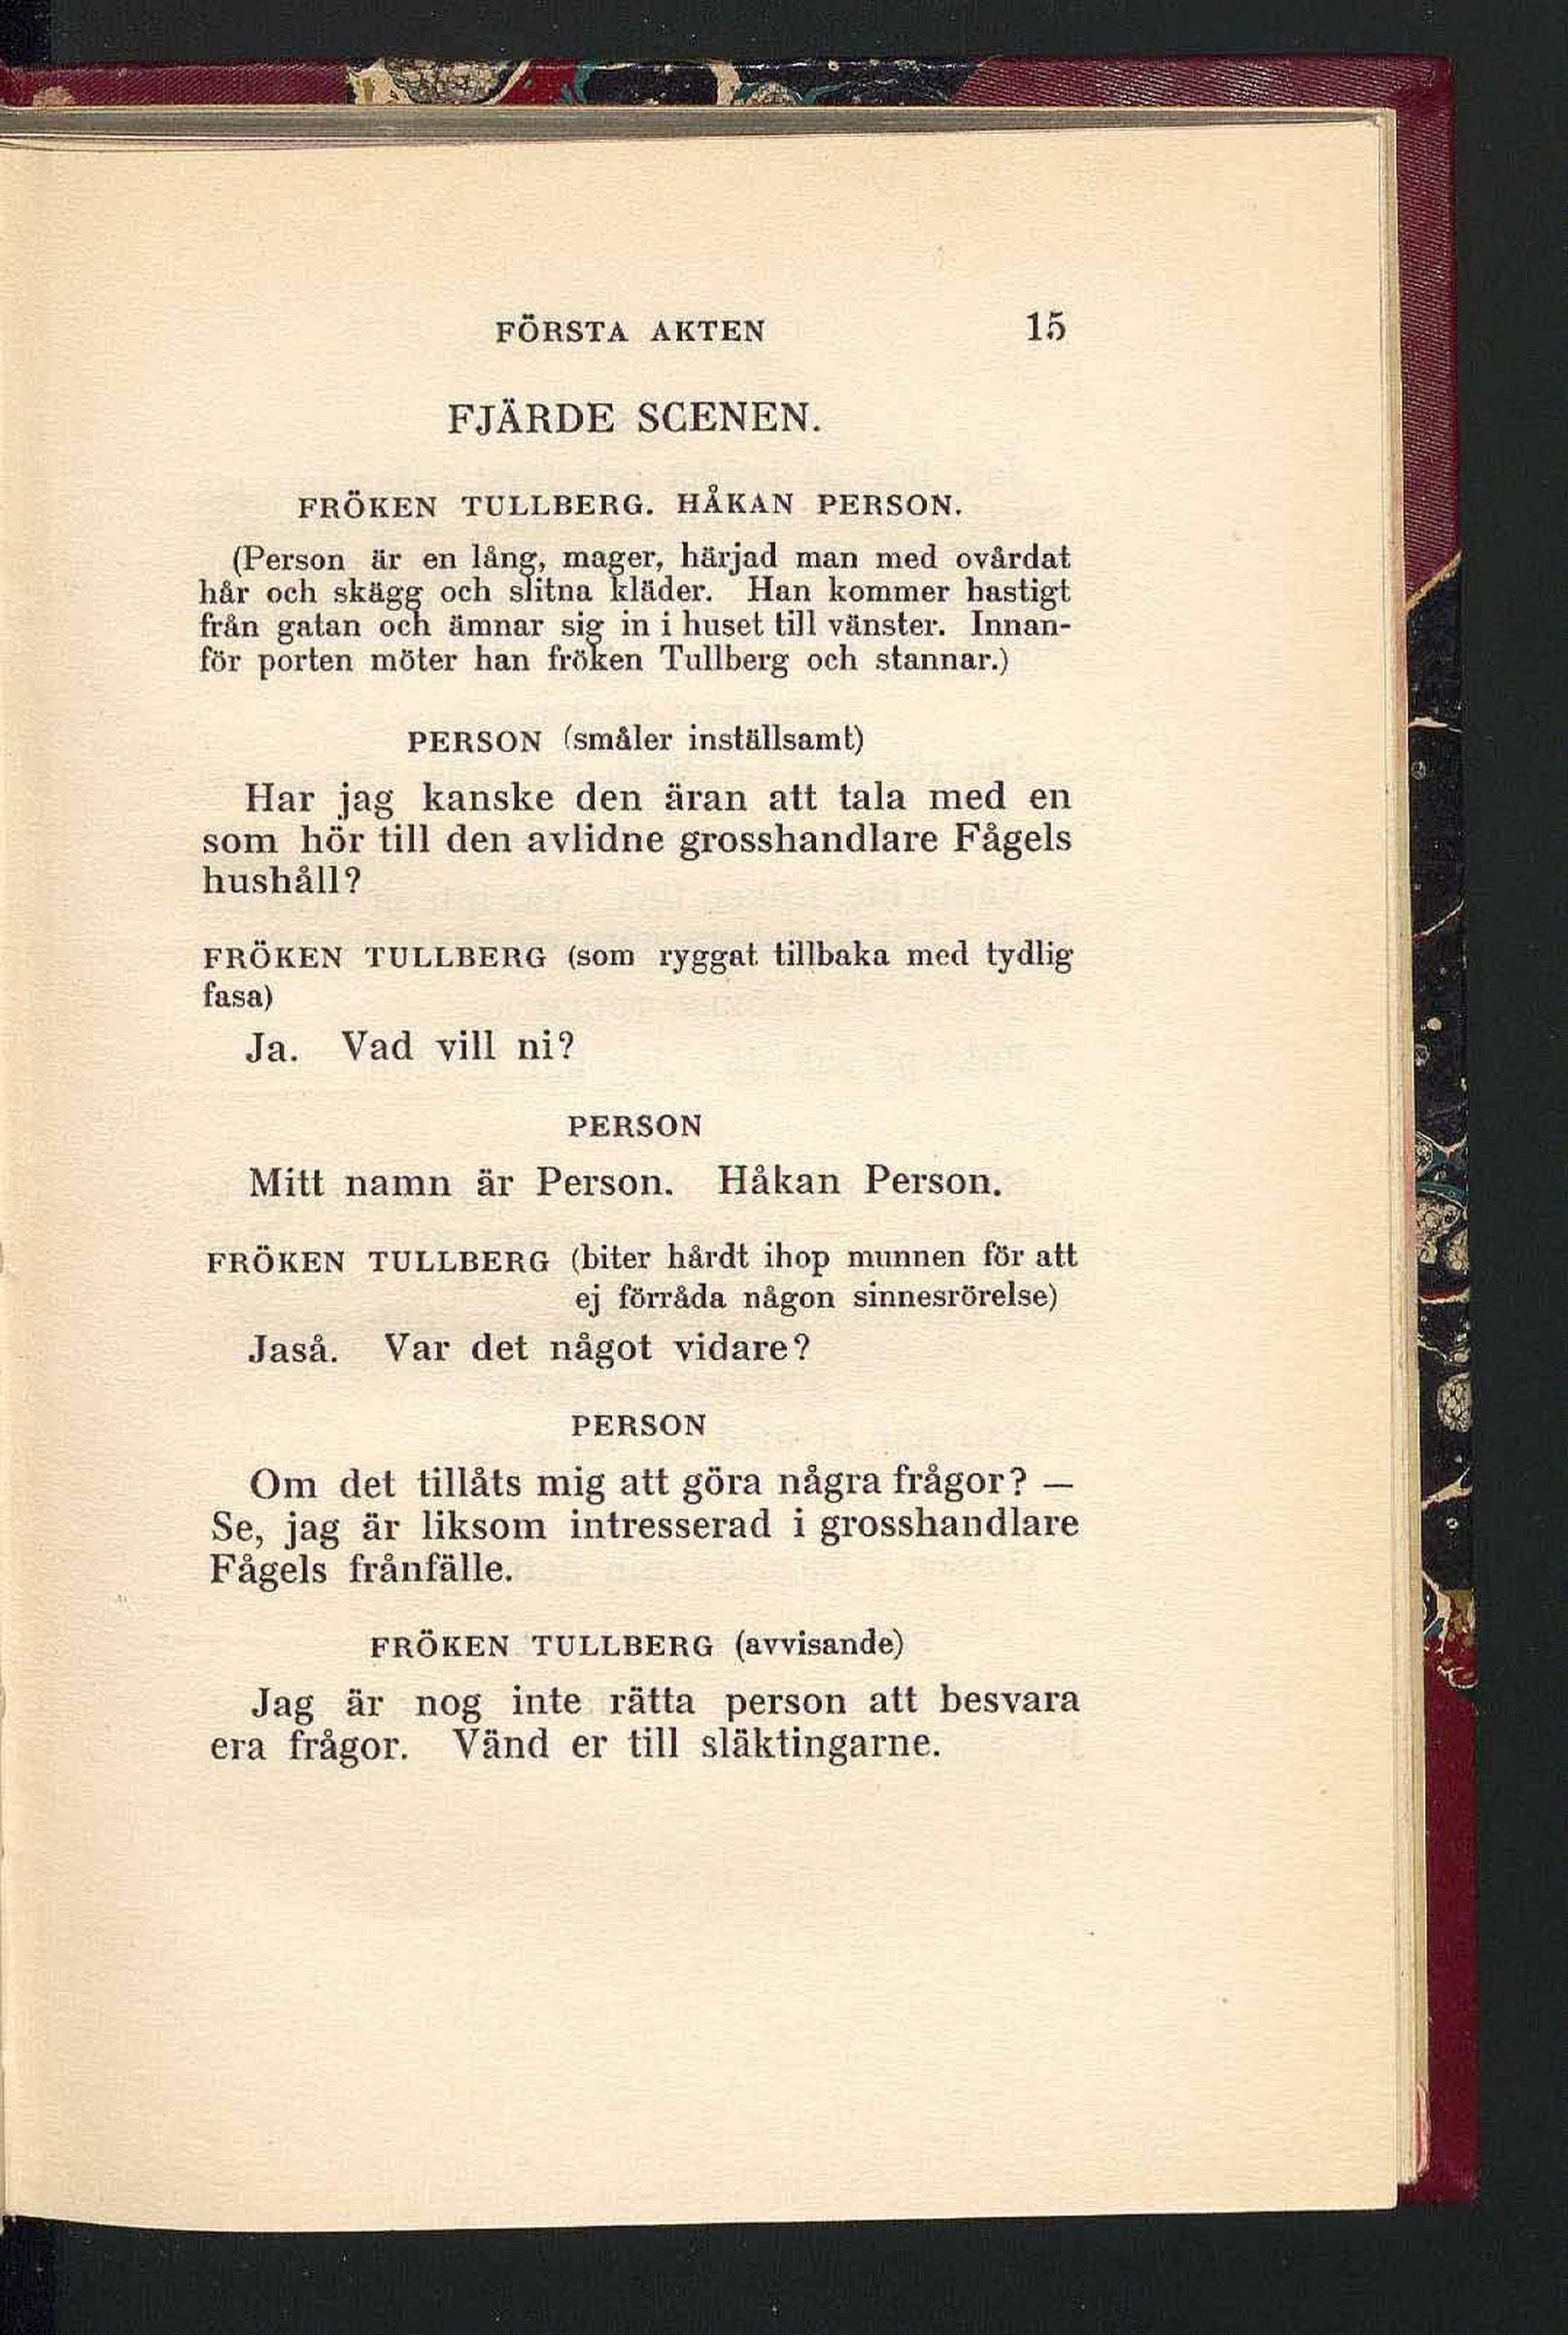 FÖRSTA AKTEN 15
FJÄRDE SCENEN.
FRÖKEN TULLBERG. HÅKAN PERSON.
(Person är en lång, mager, härjad man med ovårdat
hår och skägg och slitna kläder. Han kommer hastigt
från gatan och ämnar sig in i huset till vänster. Innan-
för porten möter han fröken Tullberg och stannar.)
PERSON (småler inställsamt)
Har jag kanske den äran att tala med en
som hör till den avlidne grosshandlare Fågels
hushåll?
FRÖKEN TULLBERG (som ryggat tillbaka med tydlig
fasa)
Ja. Vad vill ni?
PERSON
Mitt namn är Person. Håkan Person.
FRÖKEN TULLBERG (biter hårdt ihop munnen för att
ej förråda någon sinnesrörelse)
Jaså. Var det något vidare?
PERSON
Om det tillåts mig att göra några frågor? —
Se, jag är liksom intresserad i grosshandlare
Fågels frånfälle.
FRÖKEN TULLBERG (avvisande)
Jag är nog inte rätta person att besvara
era frågor. Vänd er till släktingarne.